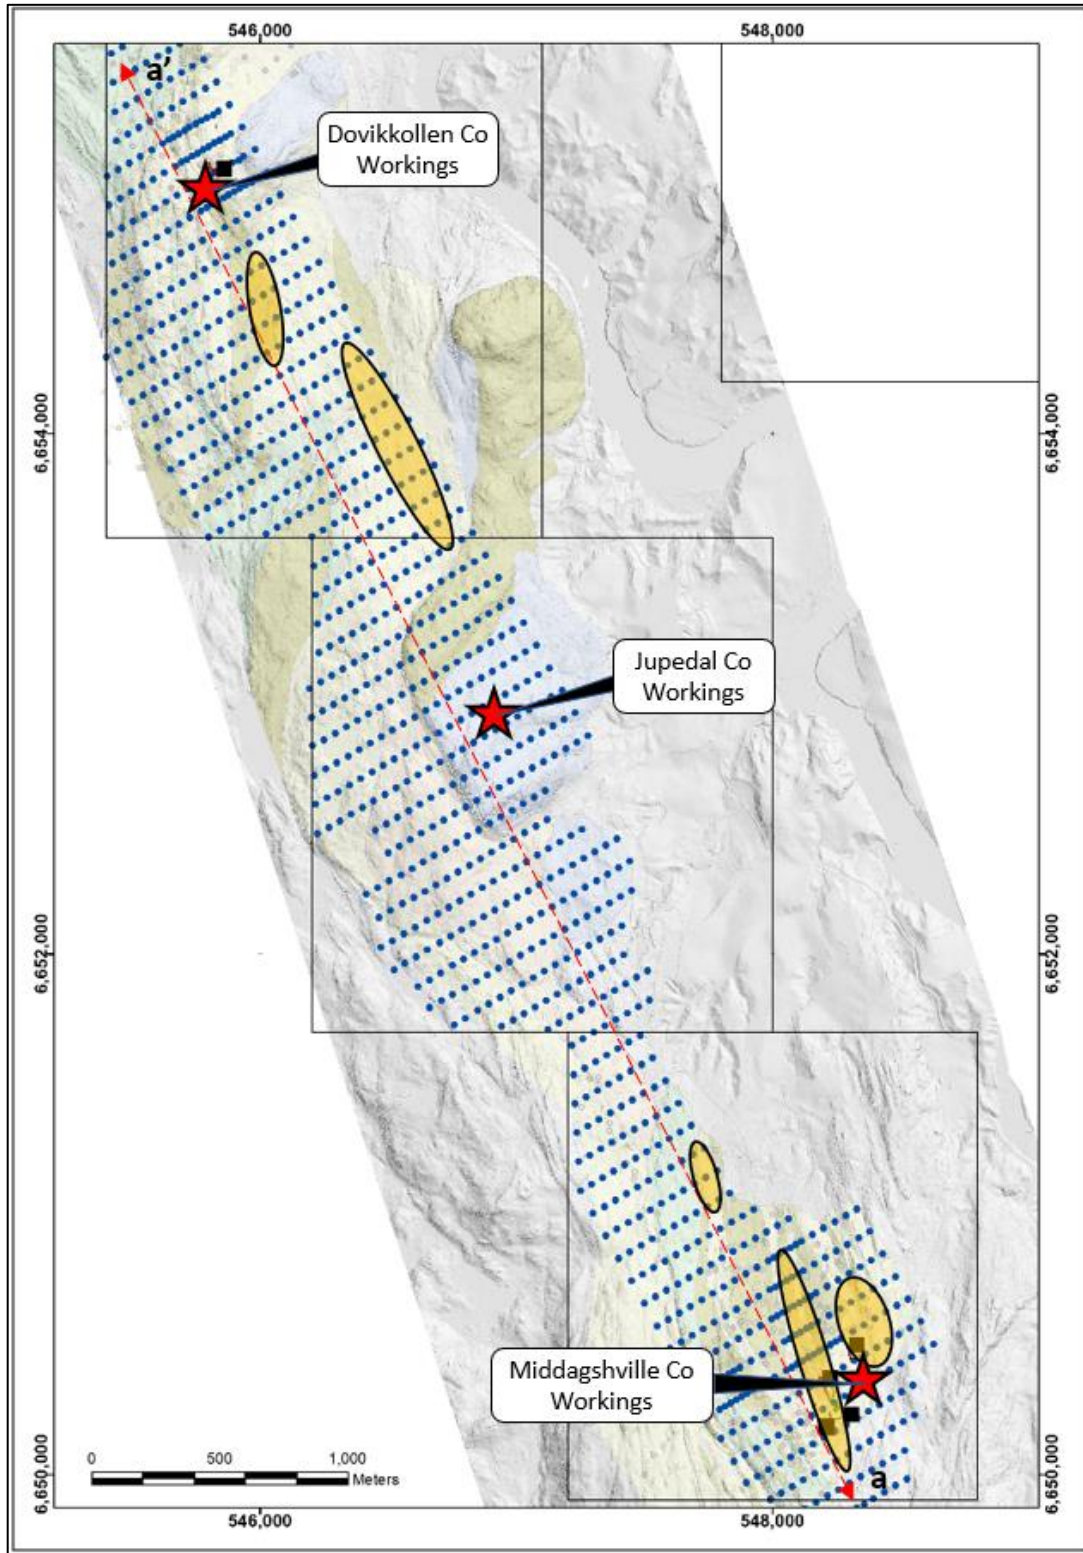 546,000
548,000
a’
Dovikkollen Co
Workings
6,654,000
6,654,000
Jupedal Co
Workings
6,652,000
6,652,000
Middagshville Co
Workings
0
500
1,000
Meters
a
6,650,000
6,650,000
546,000
548,000